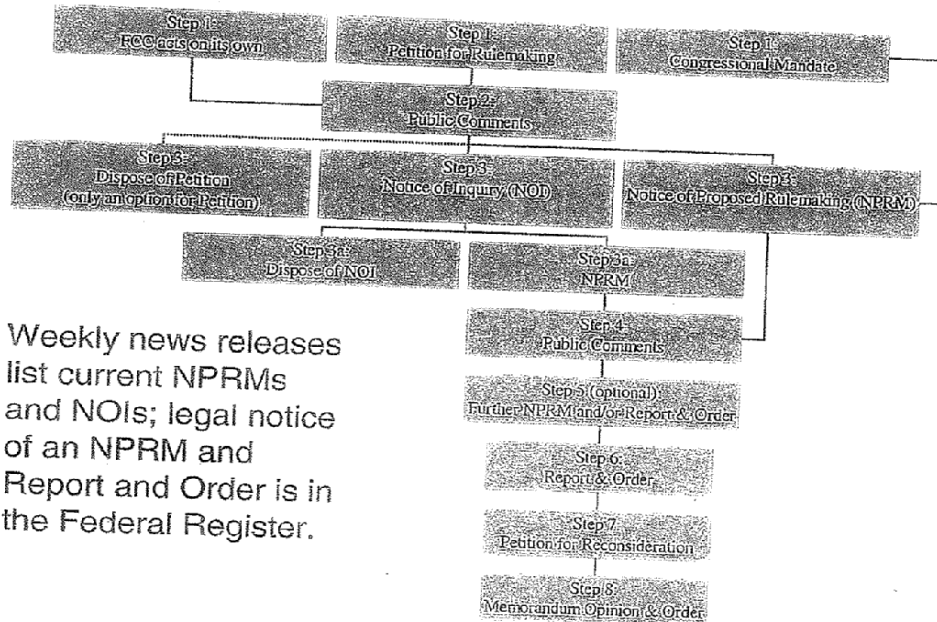 Step 1:
FCC acts on its own
Step 1:
Petition for Rulemaking
Step 1:
Congressional Mandate
Step 2:
Public Comments
Step 3:
Dispose of Petition
(only an option for Petition)
Step 3:
Notice of Inquiry (NOI)
Step 3:
Notice of Proposed Rulemaking (NPRM)
Step 3a:
Dispose of NOI
Step 3a:
NPRM
Step 4:
Public Comments
Step 5 (optional):
Further NPRM and/or Report & Order
Step 6:
Report & Order
Step 7
Petition for Reconsideration
Step 8:
Memorandum Opinion & Order
Weekly news releases
list current NPRMs
and NOIs; legal notice
of an NPRM and
Report and Order is in
the Federal Register.